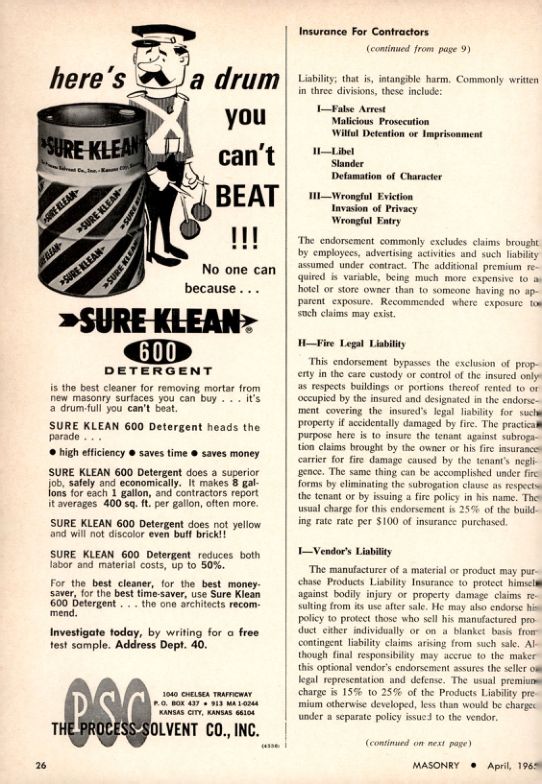 here's a drum
you
can't
BEAT
!!!
No one can
because...
SURE KLEAN
The Process Solvent Co., Inc. - Kansas City,
SURE KLEAN
SURE KLEAN
SURE KLEAN
SURE KLEAN
SURE KLEAN
SURE KLEAN®
600
DETERGENT
is the best cleaner for removing mortar from
new masonry surfaces you can buy . . . it's
a drum-full you can't beat.
SURE KLEAN 600 Detergent heads the
parade . . .
• high efficiency • saves time • saves money
SURE KLEAN 600 Detergent does a superior
job, safely and economically. It makes 8 gal-
lons for each 1 gallon, and contractors report
it averages 400 sq. ft. per gallon, often more.
SURE KLEAN 600 Detergent does not yellow
and will not discolor even buff brick!!
SURE KLEAN 600 Detergent reduces both
labor and material costs, up to 50%.
For the best cleaner, for the best money-
saver, for the best time-saver, use Sure Klean
600 Detergent . . . the one architects recom-
mend.
Investigate today, by writing for a free
test sample. Address Dept. 40.
PSC
1040 CHELSEA TRAFFICWAY
P. O. BOX 437 • 913 MA 1-0244
KANSAS CITY, KANSAS 66104
THE PROCESS SOLVENT CO., INC.
26
Insurance For Contractors
(continued from page 9)
Liability; that is, intangible harm. Commonly written
in three divisions, these include:
I—False Arrest
Malicious Prosecution
Wilful Detention or Imprisonment
II—Libel
Slander
Defamation of Character
III—Wrongful Eviction
Invasion of Privacy
Wrongful Entry
The endorsement commonly excludes claims brought
by employees, advertising activities and such liability
assumed under contract. The additional premium re-
quired is variable, being much more expensive to a
hotel or store owner than to someone having no ap-
parent exposure. Recommended where exposure to
such claims may exist.
H—Fire Legal Liability
This endorsement bypasses the exclusion of prop-
erty in the care custody or control of the insured only
as respects buildings or portions thereof rented to or
occupied by the insured and designated in the endorse-
ment covering the insured's legal liability for such
property if accidentally damaged by fire. The practical
purpose here is to insure the tenant against subroga-
tion claims brought by the owner or his fire insurance
carrier for fire damage caused by the tenant's negli-
gence. The same thing can be accomplished under fire
forms by eliminating the subrogation clause as respects
the tenant or by issuing a fire policy in his name. The
usual charge for this endorsement is 25% of the build-
ing rate rate per $100 of insurance purchased.
I—Vendor's Liability
The manufacturer of a material or product may pur-
chase Products Liability Insurance to protect himself
against bodily injury or property damage claims re-
sulting from its use after sale. He may also endorse his
policy to protect those who sell his manufactured pro-
duct either individually or on a blanket basis from
contingent liability claims arising from such sale. Al-
though final responsibility may accrue to the maker
this optional vendor's endorsement assures the seller of
legal representation and defense. The usual premium
charge is 15% to 25% of the Products Liability pre-
mium otherwise developed, less than would be charged
under a separate policy issued to the vendor.
(continued on next page)
MASONRY • April, 1965